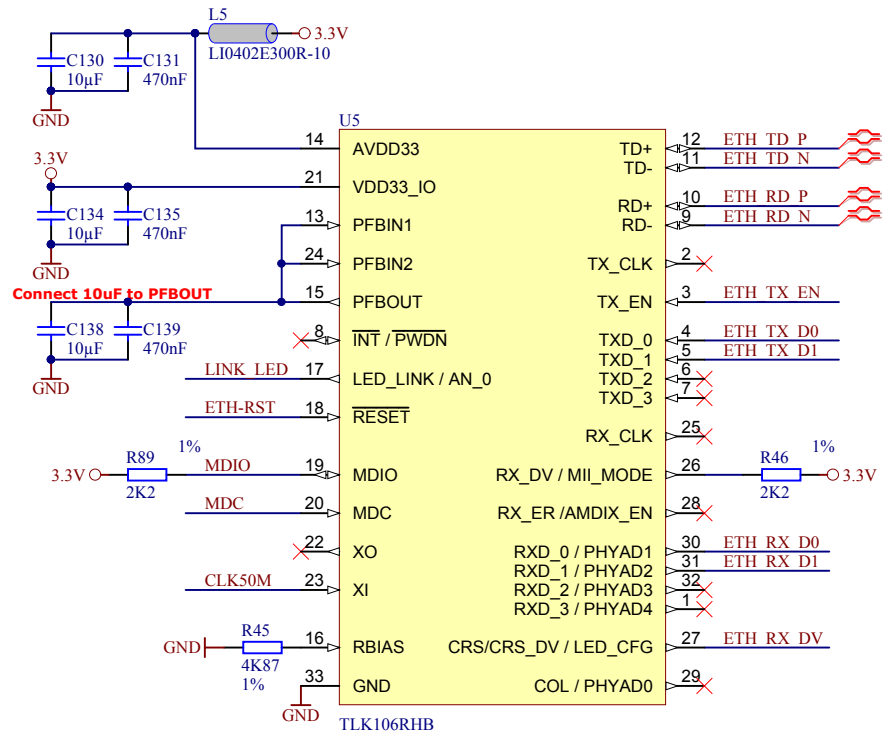 L5
3.3V
LI0402E300R-10
C130
10µF
C131
470nF
GND
U5
14 AVDD33
TD+ 12 ETH_TD_P
TD- 11 ETH_TD_N
3.3V
21 VDD33_IO
C134
10µF
C135
470nF
GND
13 PFBIN1
RD+ 10 ETH_RD_P
RD- 9 ETH_RD_N
24 PFBIN2
TX_CLK 2
Connect 10uF to PFBOUT
15 PFBOUT
TX_EN 3 ETH_TX_EN
C138
10µF
C139
470nF
GND
8 INT / PWDN
TXD_0 4 ETH_TX_D0
TXD_1 5 ETH_TX_D1
LINK_LED 17 LED_LINK / AN_0
TXD_2 6
TXD_3 7
ETH-RST 18 RESET
RX_CLK 25
3.3V
R89
1%
2K2
MDIO 19 MDIO
RX_DV / MII_MODE 26
R46
1%
2K2
3.3V
MDC 20 MDC
RX_ER /AMDIX_EN 28
22 XO
RXD_0 / PHYAD1 30 ETH_RX_D0
RXD_1 / PHYAD2 31 ETH_RX_D1
CLK50M 23 XI
RXD_2 / PHYAD3 32
RXD_3 / PHYAD4 1
GND
R45
4K87
1%
16 RBIAS
CRS/CRS_DV / LED_CFG 27 ETH_RX_DV
33 GND
COL / PHYAD0 29
GND
TLK106RHB